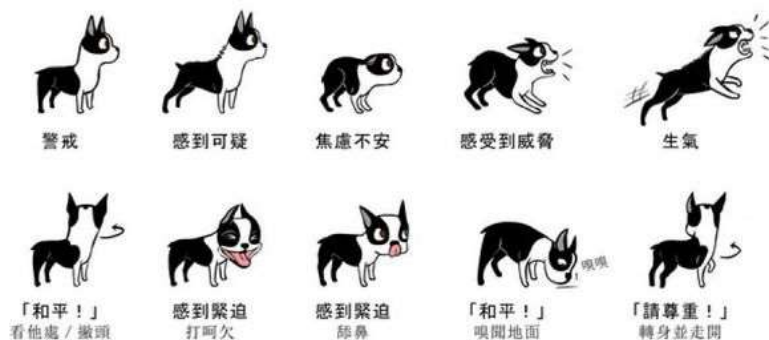 警戒
感到可疑
焦慮不安
感受到威脅
生氣
「和平！」
看他處 / 撇頭
感到緊迫
打呵欠
感到緊迫
舔鼻
嗅嗅
「和平！」
嗅聞地面
「請尊重！」
轉身並走開